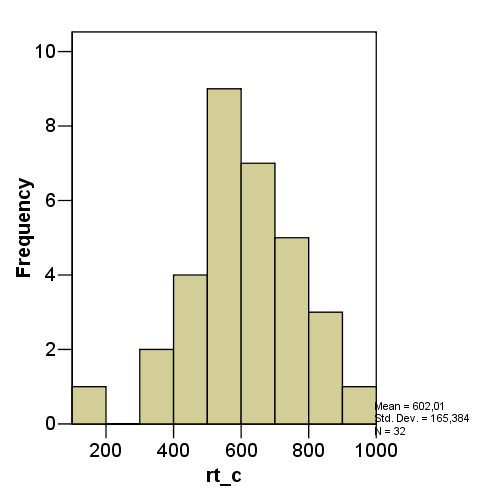 10
8
6
4
2
0
Frequency
200 400 600 800 1000
rt_c
Mean = 602,01
Std. Dev. = 165,384
N = 32